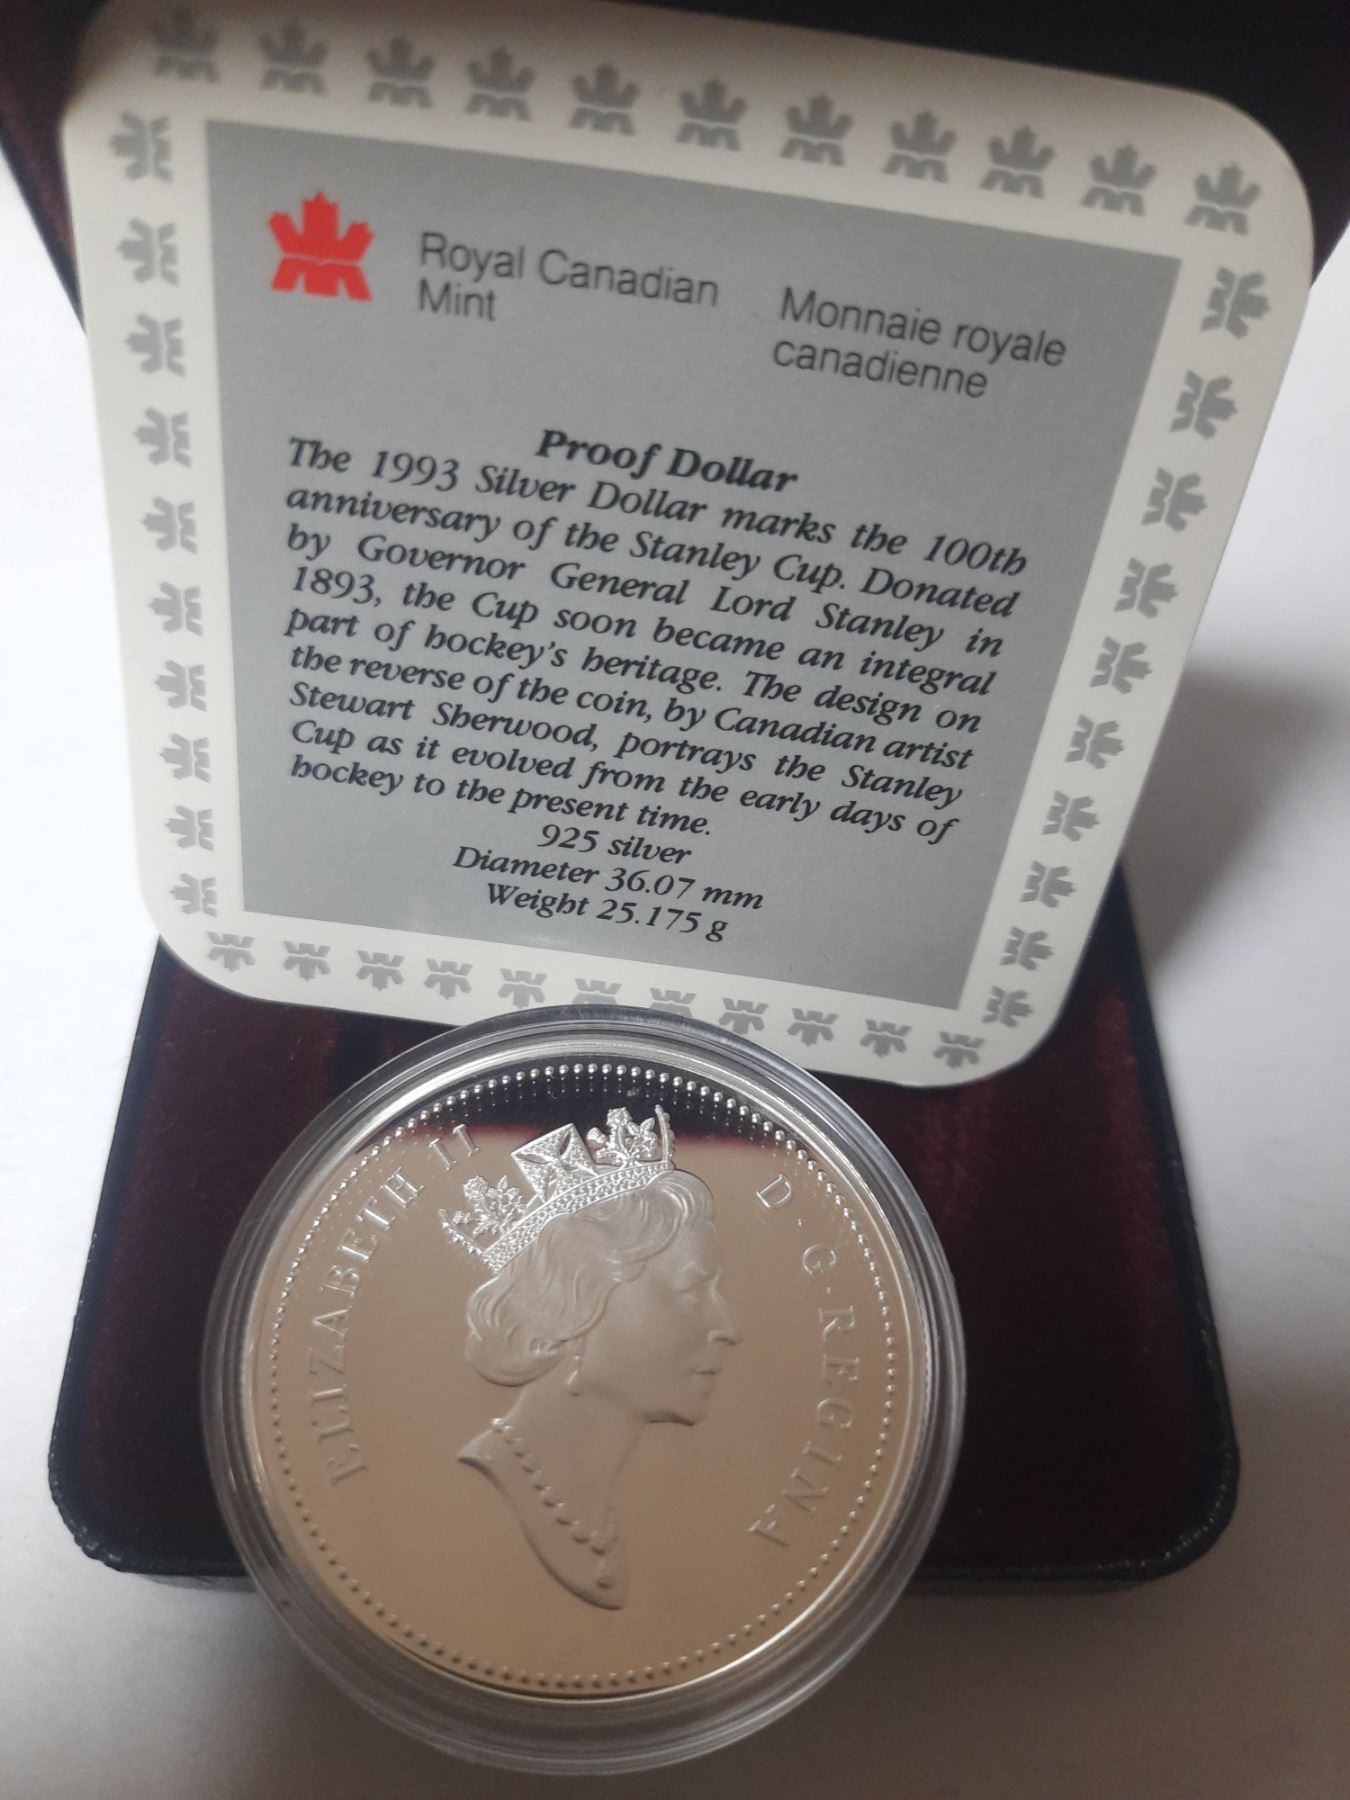 Royal Canadian
Mint
Monnaie royale
canadienne
Proof Dollar
The 1993 Silver Dollar marks the 100th
anniversary of the Stanley Cup. Donated
by Governor General Lord Stanley in
1893, the Cup soon became an integral
part of hockey's heritage. The design on
the reverse of the coin, by Canadian artist
Stewart Sherwood, portrays the Stanley
Cup as it evolved from the early days of
hockey to the present time.
925 silver
Diameter 36.07 mm
Weight 25.175 g
ELIZABETH II D·G·REGINA